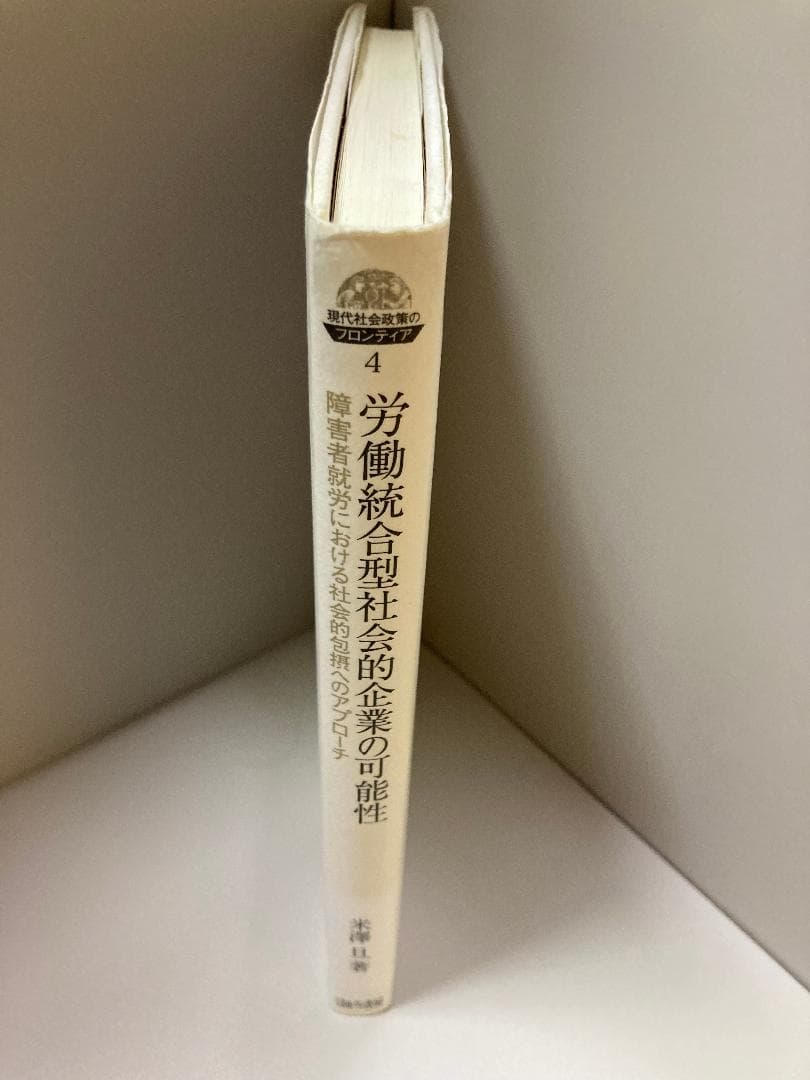 現代社会政策の
フロンティア
4
労働統合型社会的企業の可能性
障害者就労における社会的包摂へのアプローチ
米澤 旦 著